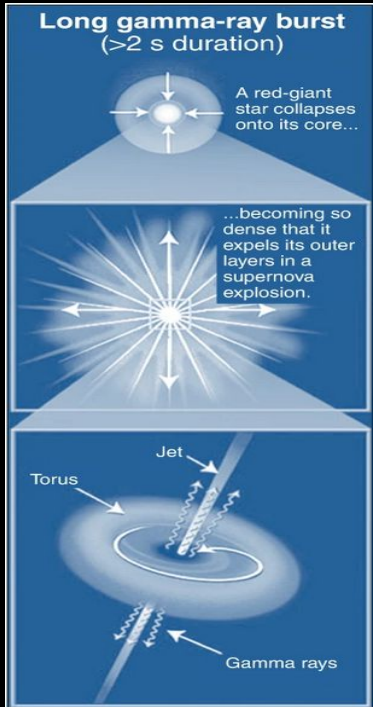 Long gamma-ray burst
(>2 s duration)
A red-giant
star collapses
onto its core...
...becoming so
dense that it
expels its outer
layers in a
supernova
explosion.
Jet
Torus
Gamma rays